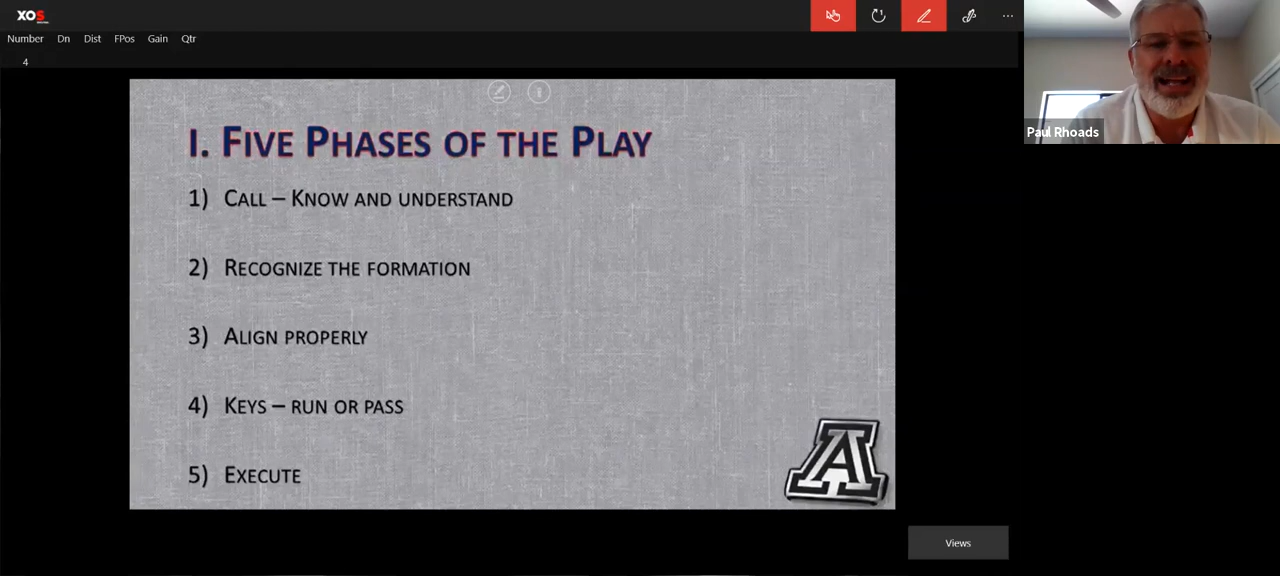 XOS
Number Dn Dist FPos Gain Qtr
4
I. Five Phases of the Play
1) Call – Know and understand
2) Recognize the formation
3) Align properly
4) Keys – run or pass
5) Execute
A
Paul Rhoads
Views